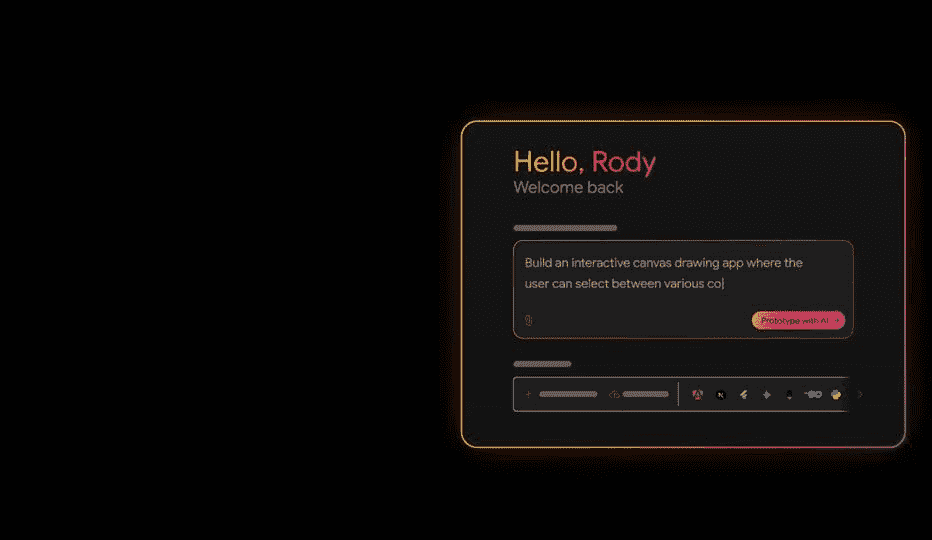 Hello, Rody
Welcome back
Build an interactive canvas drawing app where the
user can select between various co
Prototype with AI